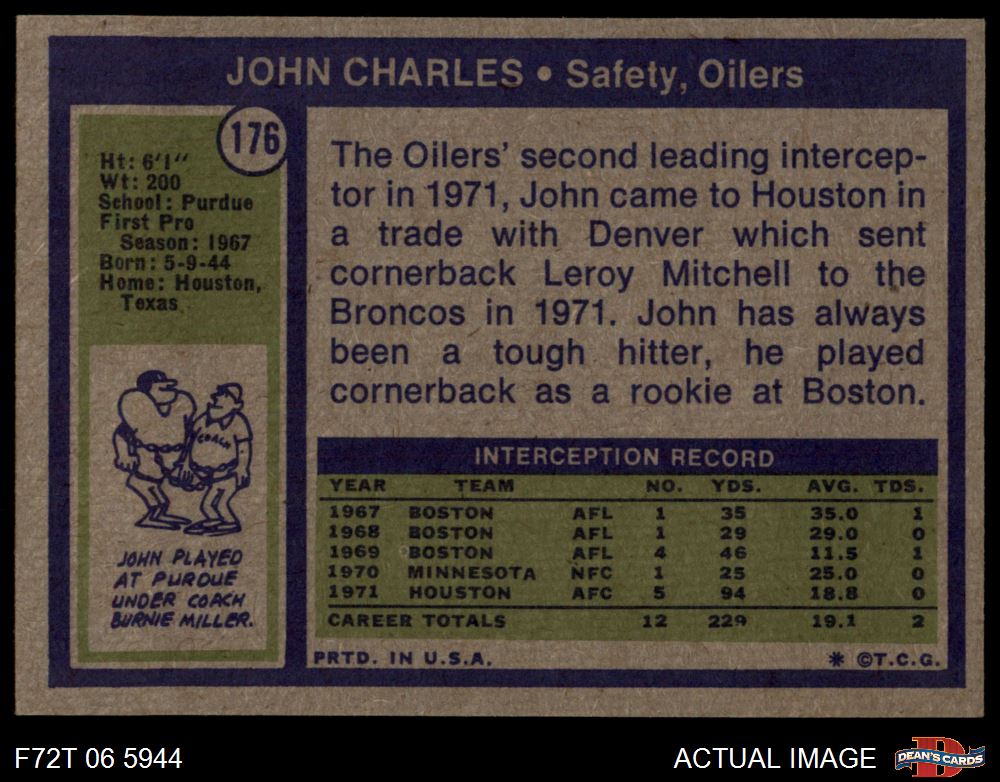 JOHN CHARLES • Safety, Oilers
176
Ht: 6'1"
Wt: 200
School: Purdue
First Pro
Season: 1967
Born: 5-9-44
Home: Houston,
Texas
COACH
JOHN PLAYED
AT PURDUE
UNDER COACH
BURNIE MILLER.
The Oilers' second leading intercep-
tor in 1971, John came to Houston in
a trade with Denver which sent
cornerback Leroy Mitchell to the
Broncos in 1971. John has always
been a tough hitter, he played
cornerback as a rookie at Boston.
INTERCEPTION RECORD
YEAR TEAM NO. YDS. AVG. TDS.
1967 BOSTON AFL 1 35 35.0 1
1968 BOSTON AFL 1 29 29.0 0
1969 BOSTON AFL 4 46 11.5 1
1970 MINNESOTA NFC 1 25 25.0 0
1971 HOUSTON AFC 5 94 18.8 0
CAREER TOTALS 12 229 19.1 2
PRTD. IN U.S.A. * ©T.C.G.
F72T 06 5944
ACTUAL IMAGE
D
DEAN'S CARDS